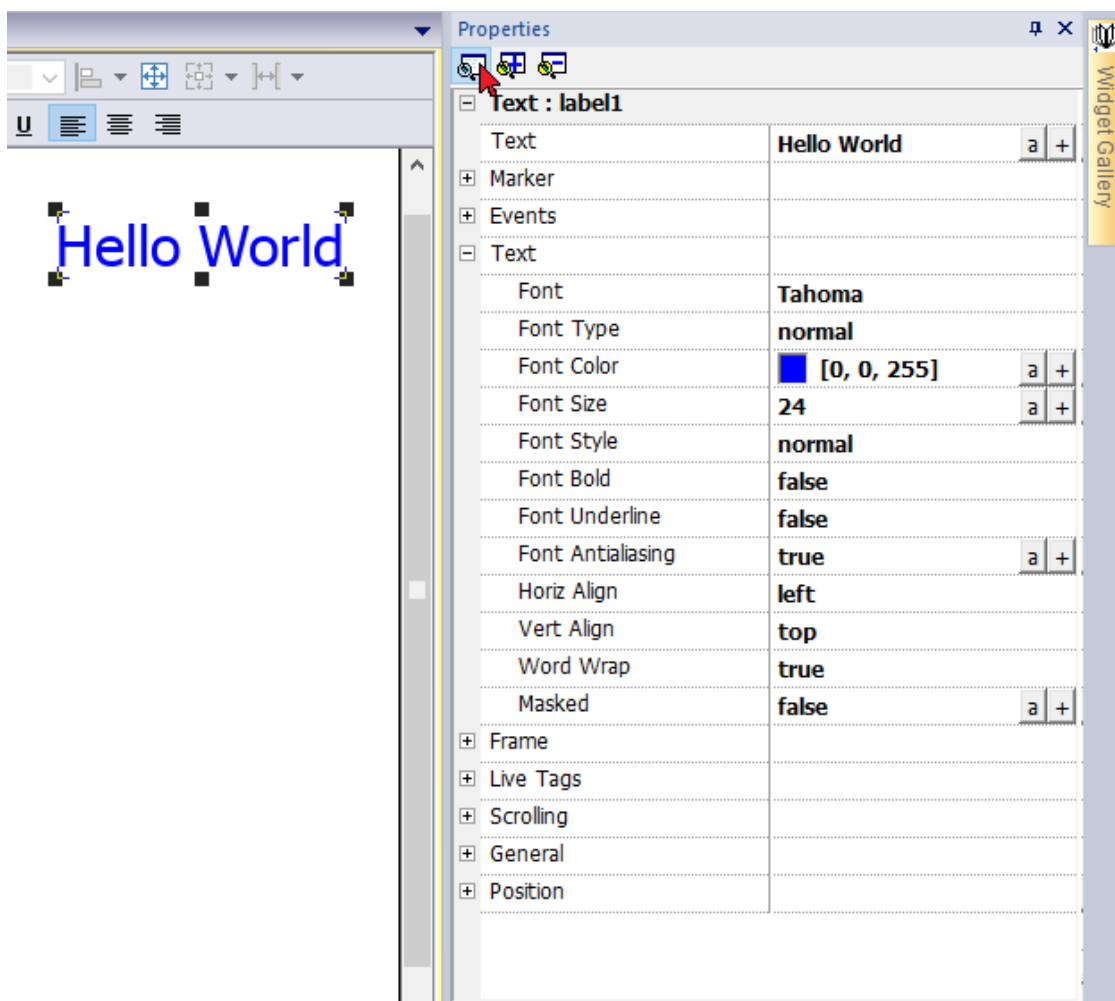 Properties
U
Hello World
Text : label1
Text Hello World a +
Marker
Events
Text
Font Tahoma
Font Type normal
Font Color [0, 0, 255] a +
Font Size 24 a +
Font Style normal
Font Bold false
Font Underline false
Font Antialiasing true a +
Horiz Align left
Vert Align top
Word Wrap true
Masked false a +
Frame
Live Tags
Scrolling
General
Position
Widget Gallery